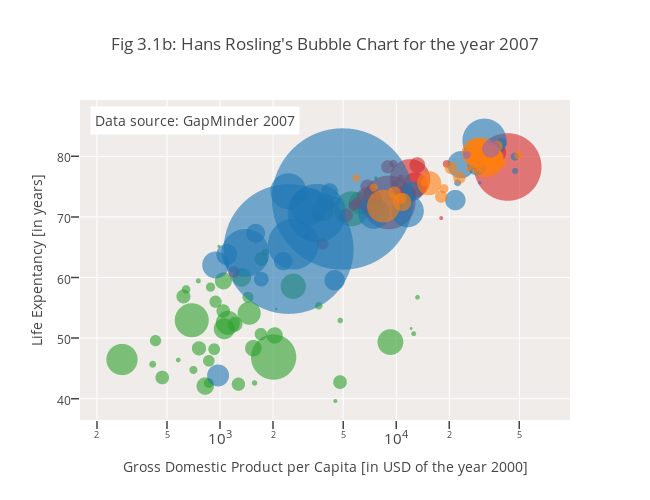 Fig 3.1b: Hans Rosling's Bubble Chart for the year 2007
Data source: GapMinder 2007
Life Expentancy [in years]
80
70
60
50
40
2 5 10³ 2 5 10⁴ 2 5
Gross Domestic Product per Capita [in USD of the year 2000]